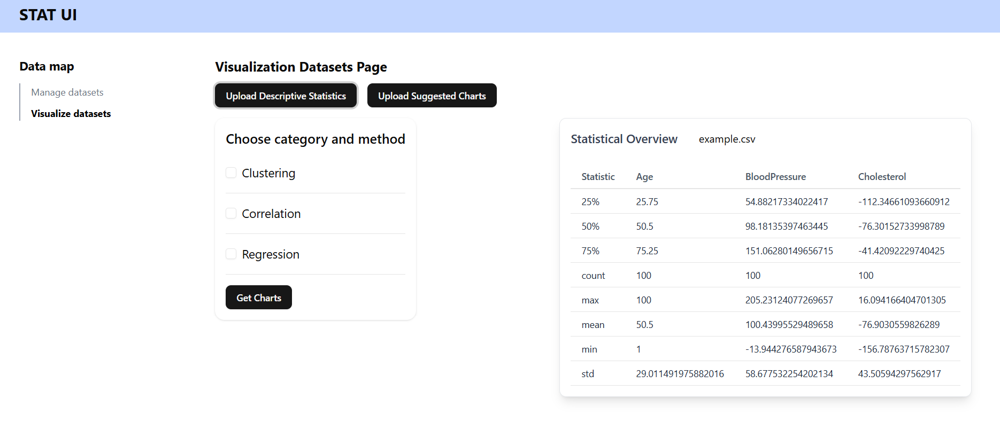 STAT UI
Data map
Manage datasets
Visualize datasets
Visualization Datasets Page
Upload Descriptive Statistics Upload Suggested Charts
Choose category and method
Clustering
Correlation
Regression
Get Charts
Statistical Overview example.csv
Statistic Age BloodPressure Cholesterol
25% 25.75 54.88217334022417 -112.34661093660912
50% 50.5 98.18135397463445 -76.30152733998789
75% 75.25 151.06280149656715 -41.42092229740425
count 100 100 100
max 100 205.23124077269657 16.094166404701305
mean 50.5 100.43995529489658 -76.9030559826289
min 1 -13.944276587943673 -156.78763715782307
std 29.011491975882016 58.677532254202134 43.50594297562917